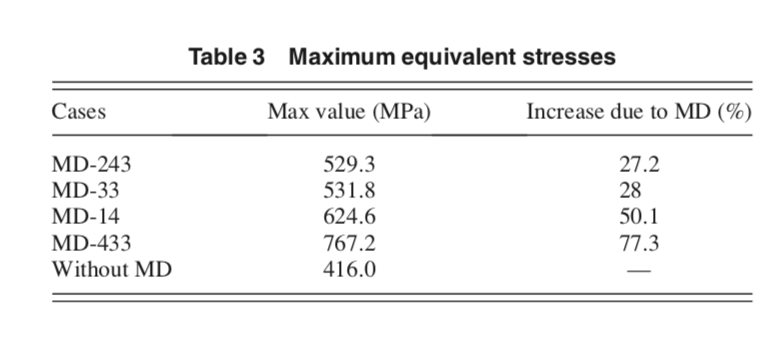 Table 3 Maximum equivalent stresses
Cases Max value (MPa) Increase due to MD (%)
MD-243 529.3 27.2
MD-33 531.8 28
MD-14 624.6 50.1
MD-433 767.2 77.3
Without MD 416.0 —